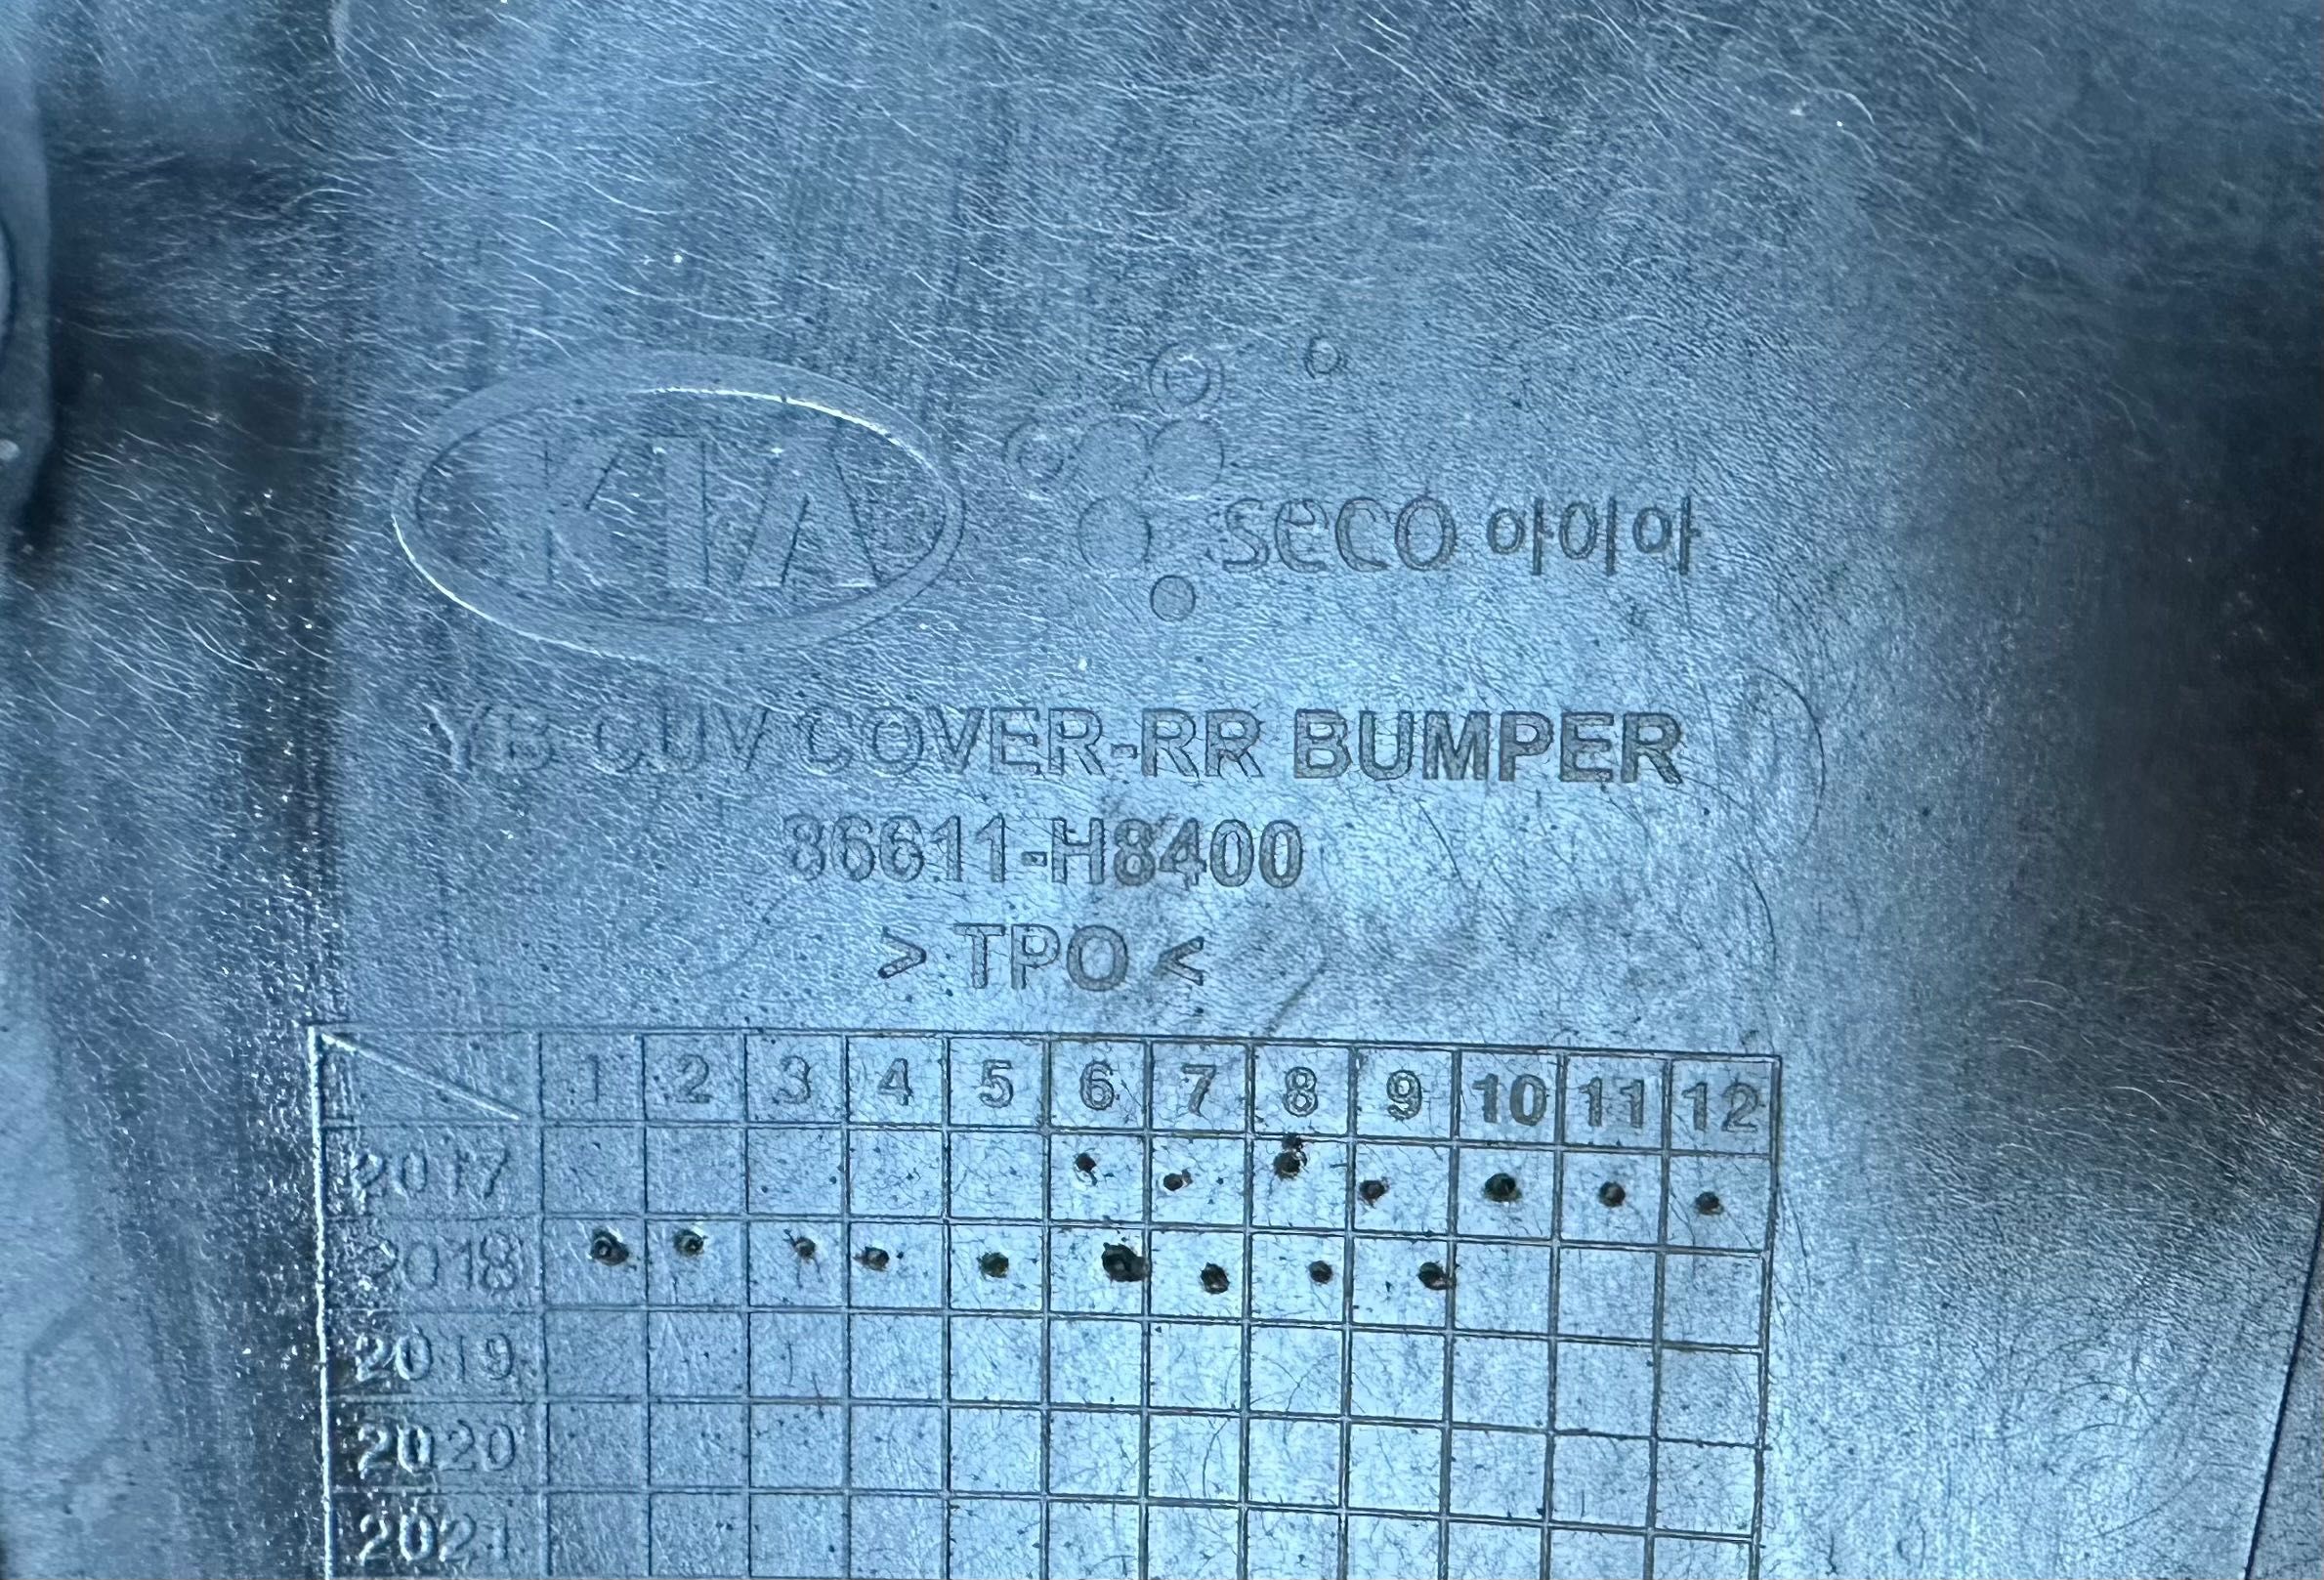 KIA
seco 아이아
YB CUV COVER-RR BUMPER
86611-H8400
> TPO <
1 2 3 4 5 6 7 8 9 10 11 12
2017
2018
2019
2020
2021